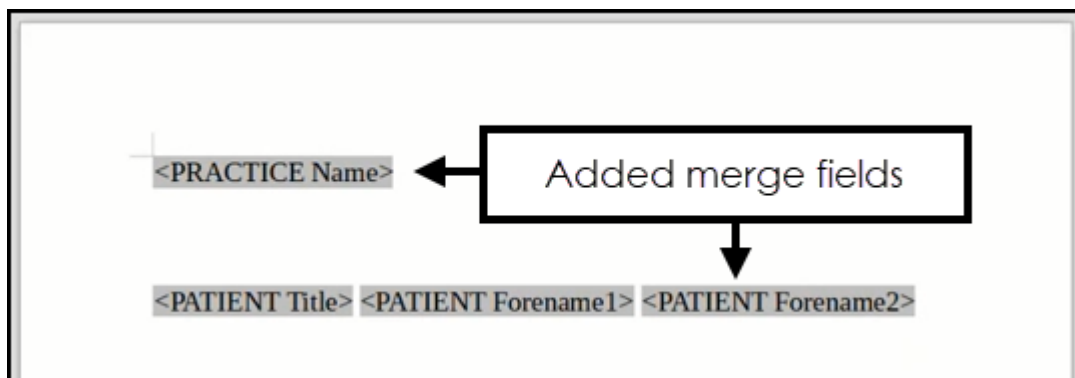 <PRACTICE Name>
Added merge fields
<PATIENT Title> <PATIENT Forename1> <PATIENT Forename2>